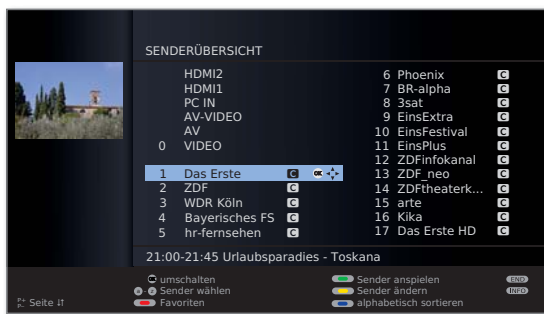 SENDERÜBERSICHT
HDMI2
HDMI1
PC IN
AV-VIDEO
AV
0 VIDEO
1 Das Erste C OK
2 ZDF C
3 WDR Köln C
4 Bayerisches FS C
5 hr-fernsehen C
6 Phoenix C
7 BR-alpha C
8 3sat C
9 EinsExtra C
10 EinsFestival C
11 EinsPlus C
12 ZDFinfokanal C
13 ZDF_neo C
14 ZDFtheaterk... C
15 arte C
16 Kika C
17 Das Erste HD C
21:00-21:45 Urlaubsparadies - Toskana
OK umschalten
Sender wählen
Favoriten
Sender anspielen
Sender ändern
alphabetisch sortieren
END
INFO
P+
P- Seite